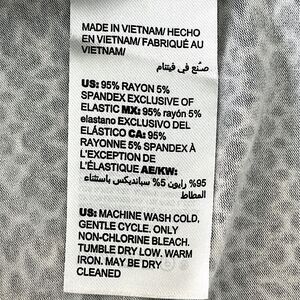 MADE IN VIETNAM/ HECHO
EN VIETNAM/ FABRIQUÉ AU
VIETNAM/
صنع في فيتنام
US: 95% RAYON 5%
SPANDEX EXCLUSIVE OF
ELASTIC MX: 95% rayón 5%
elastano EXCLUSIVO DEL
ELÁSTICO CA: 95%
RAYONNE 5% SPANDEX À
L'EXCEPTION DE
L'ÉLASTIQUE AE/KW:
95% رايون 5% سبانديكس باستثناء
المطاط
US: MACHINE WASH COLD,
GENTLE CYCLE. ONLY
NON-CHLORINE BLEACH.
TUMBLE DRY LOW. WARM
IRON. MAY BE DRY
CLEANED